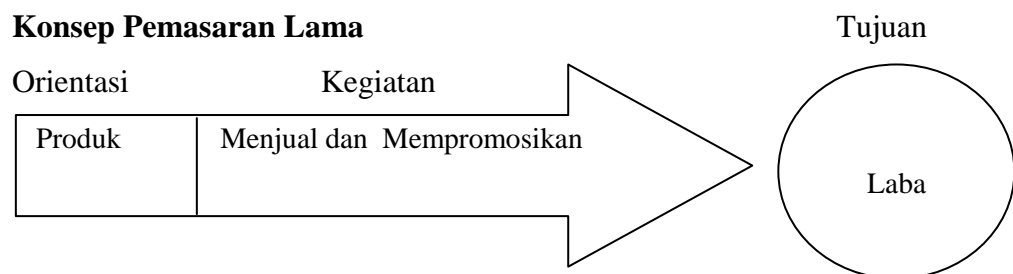 Konsep Pemasaran Lama Tujuan
Orientasi Kegiatan
Produk Menjual dan Mempromosikan
Laba